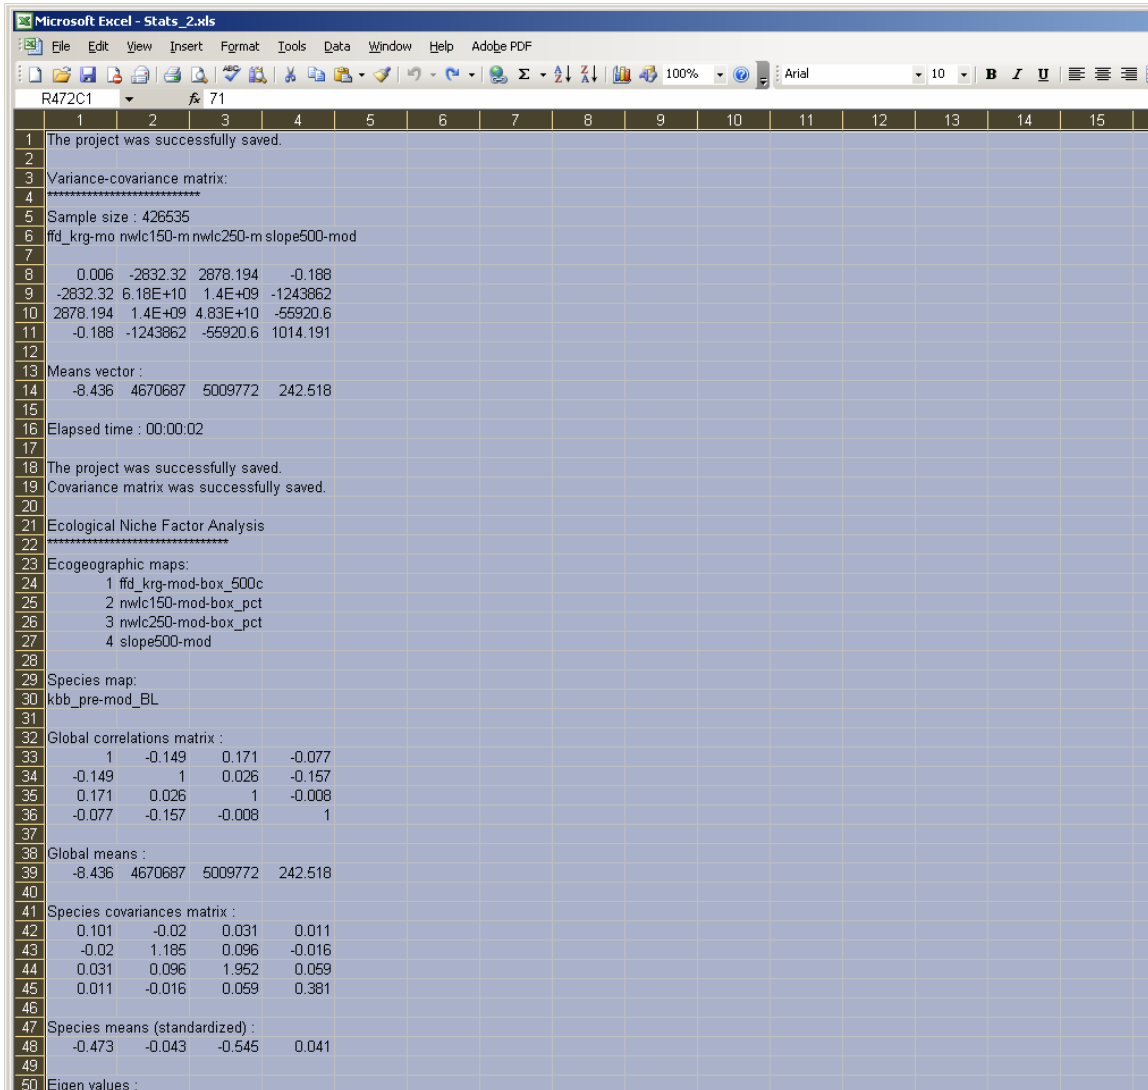 Microsoft Excel - Stats_2.xls
File Edit View Insert Format Tools Data Window Help Adobe PDF
ABC Σ A Z Z A 100% ? Arial 10 B I U
R472C1 fx 71
1 2 3 4 5 6 7 8 9 10 11 12 13 14 15
1 The project was successfully saved.
2
3 Variance-covariance matrix:
4 ***************************
5 Sample size : 426535
6 ffd_krg-mo nwlc150-m nwlc250-m slope500-mod
7
8 0.006 -2832.32 2878.194 -0.188
9 -2832.32 6.18E+10 1.4E+09 -1243862
10 2878.194 1.4E+09 4.83E+10 -55920.6
11 -0.188 -1243862 -55920.6 1014.191
12
13 Means vector :
14 -8.436 4670687 5009772 242.518
15
16 Elapsed time : 00:00:02
17
18 The project was successfully saved.
19 Covariance matrix was successfully saved.
20
21 Ecological Niche Factor Analysis
22 ********************************
23 Ecogeographic maps:
24 1 ffd_krg-mod-box_500c
25 2 nwlc150-mod-box_pct
26 3 nwlc250-mod-box_pct
27 4 slope500-mod
28
29 Species map:
30 kbb_pre-mod_BL
31
32 Global correlations matrix :
33 1 -0.149 0.171 -0.077
34 -0.149 1 0.026 -0.157
35 0.171 0.026 1 -0.008
36 -0.077 -0.157 -0.008 1
37
38 Global means :
39 -8.436 4670687 5009772 242.518
40
41 Species covariances matrix :
42 0.101 -0.02 0.031 0.011
43 -0.02 1.185 0.096 -0.016
44 0.031 0.096 1.952 0.059
45 0.011 -0.016 0.059 0.381
46
47 Species means (standardized) :
48 -0.473 -0.043 -0.545 0.041
49
50 Eigen values :